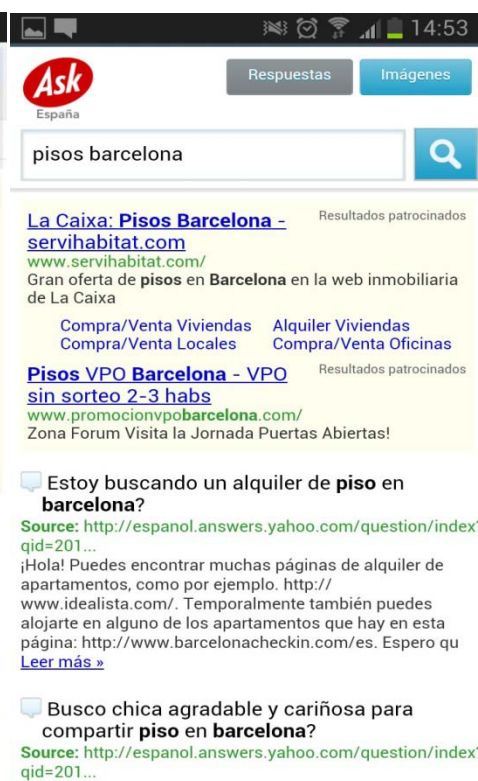 14:53
Ask
España
Respuestas
Imágenes
pisos barcelona
La Caixa: Pisos Barcelona -
Resultados patrocinados
servihabitat.com
www.servihabitat.com/
Gran oferta de pisos en Barcelona en la web inmobiliaria
de La Caixa
Compra/Venta Viviendas Alquiler Viviendas
Compra/Venta Locales Compra/Venta Oficinas
Pisos VPO Barcelona - VPO
Resultados patrocinados
sin sorteo 2-3 habs
www.promocionvpobarcelona.com/
Zona Forum Visita la Jornada Puertas Abiertas!
Estoy buscando un alquiler de piso en
barcelona?
Source: http://espanol.answers.yahoo.com/question/index?
qid=201...
¡Hola! Puedes encontrar muchas páginas de alquiler de
apartamentos, como por ejemplo. http://
www.idealista.com/. Temporalmente también puedes
alojarte en alguno de los apartamentos que hay en esta
página: http://www.barcelonacheckin.com/es. Espero qu
Leer más »
Busco chica agradable y cariñosa para
compartir piso en barcelona?
Source: http://espanol.answers.yahoo.com/question/index?
qid=201...